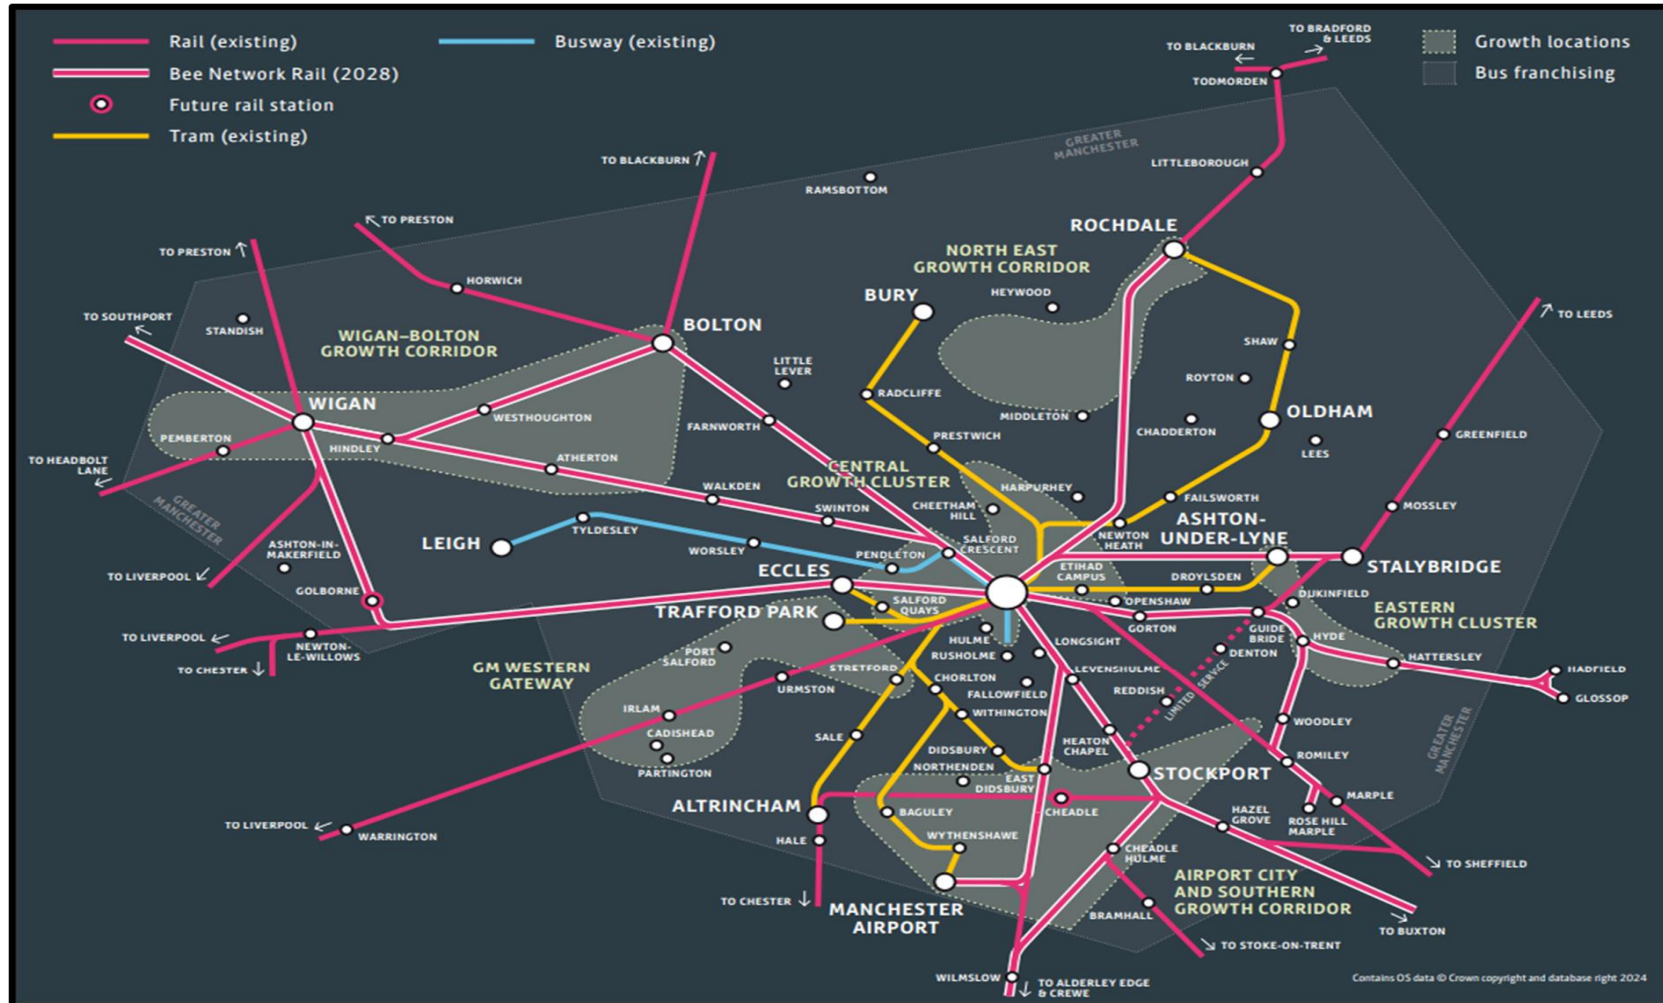 Rail (existing)
Bee Network Rail (2028)
Future rail station
Tram (existing)
Busway (existing)
Growth locations
Bus franchising
TO BRADFORD
& LEEDS
TO BLACKBURN
TODMORDEN
GREATER
MANCHESTER
LITTLEBOROUGH
TO BLACKBURN
RAMSBOTTOM
ROCHDALE
TO PRESTON
TO PRESTON
HORWICH
NORTH EAST
GROWTH CORRIDOR
BURY
HEYWOOD
TO SOUTHPORT
STANDISH
WIGAN–BOLTON
GROWTH CORRIDOR
BOLTON
TO LEEDS
SHAW
LITTLE
LEVER
ROYTON
RADCLIFFE
WIGAN
WESTHOUGHTON
FARNWORTH
MIDDLETON
CHADDERTON
OLDHAM
PEMBERTON
HINDLEY
PRESTWICH
LEES
GREENFIELD
TO HEADBOLT
LANE
ATHERTON
CENTRAL
GROWTH CLUSTER
WALKDEN
HARPURHEY
FAILSWORTH
GREATER
MANCHESTER
SWINTON
CHEETHAM
HILL
MOSSLEY
ASHTON-
UNDER-LYNE
TYLDESLEY
LEIGH
WORSLEY
PENDLETON
SALFORD
CRESCENT
NEWTON
HEATH
ASHTON-IN-
MAKERFIELD
ECCLES
ETIHAD
CAMPUS
DROYLSDEN
STALYBRIDGE
TO LIVERPOOL
GOLBORNE
SALFORD
QUAYS
OPENSHAW
DUKINFIELD
TRAFFORD PARK
GORTON
EASTERN
GROWTH CLUSTER
TO LIVERPOOL
NEWTON-
LE-WILLOWS
HULME
LONGSIGHT
GUIDE
BRIDE
HYDE
PORT
SALFORD
RUSHOLME
DENTON
HATTERSLEY
TO CHESTER
GM WESTERN
GATEWAY
STRETFORD
LEVENSHULME
HADFIELD
URMSTON
CHORLTON
FALLOWFIELD
REDDISH
LIMITED SERVICE
GLOSSOP
IRLAM
WITHINGTON
WOODLEY
CADISHEAD
SALE
HEATON
CHAPEL
GREATER
MANCHESTER
PARTINGTON
DIDSBURY
ROMILEY
NORTHENDEN
EAST
DIDSBURY
STOCKPORT
ALTRINCHAM
BAGULEY
CHEADLE
HAZEL
GROVE
MARPLE
ROSE HILL
MARPLE
TO LIVERPOOL
WARRINGTON
HALE
WYTHENSHAWE
CHEADLE
HULME
TO SHEFFIELD
TO CHESTER
MANCHESTER
AIRPORT
AIRPORT CITY
AND SOUTHERN
GROWTH CORRIDOR
BRAMHALL
TO BUXTON
TO STOKE-ON-TRENT
WILMSLOW
TO ALDERLEY EDGE
& CREWE
Contains OS data © Crown copyright and database right 2024